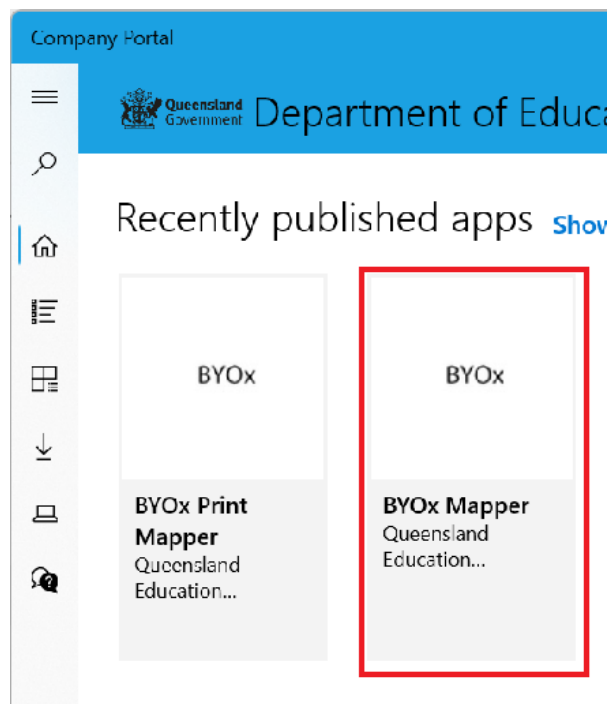 Company Portal
Queensland
Government
Department of Educa
Recently published apps Show
BYOx
BYOx
BYOx Print
Mapper
Queensland
Education...
BYOx Mapper
Queensland
Education...